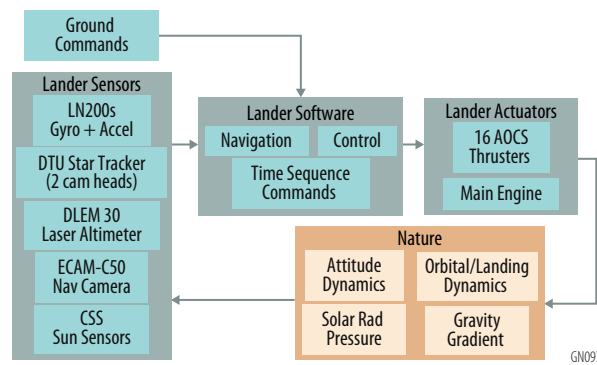 Ground
Commands
Lander Sensors
LN200s
Gyro + Accel
DTU Star Tracker
(2 cam heads)
DLEM 30
Laser Altimeter
ECAM-C50
Nav Camera
CSS
Sun Sensors
Lander Software
Navigation
Control
Time Sequence
Commands
Lander Actuators
16 AOCS
Thrusters
Main Engine
Nature
Attitude
Dynamics
Orbital/Landing
Dynamics
Solar Rad
Pressure
Gravity
Gradient
GN09